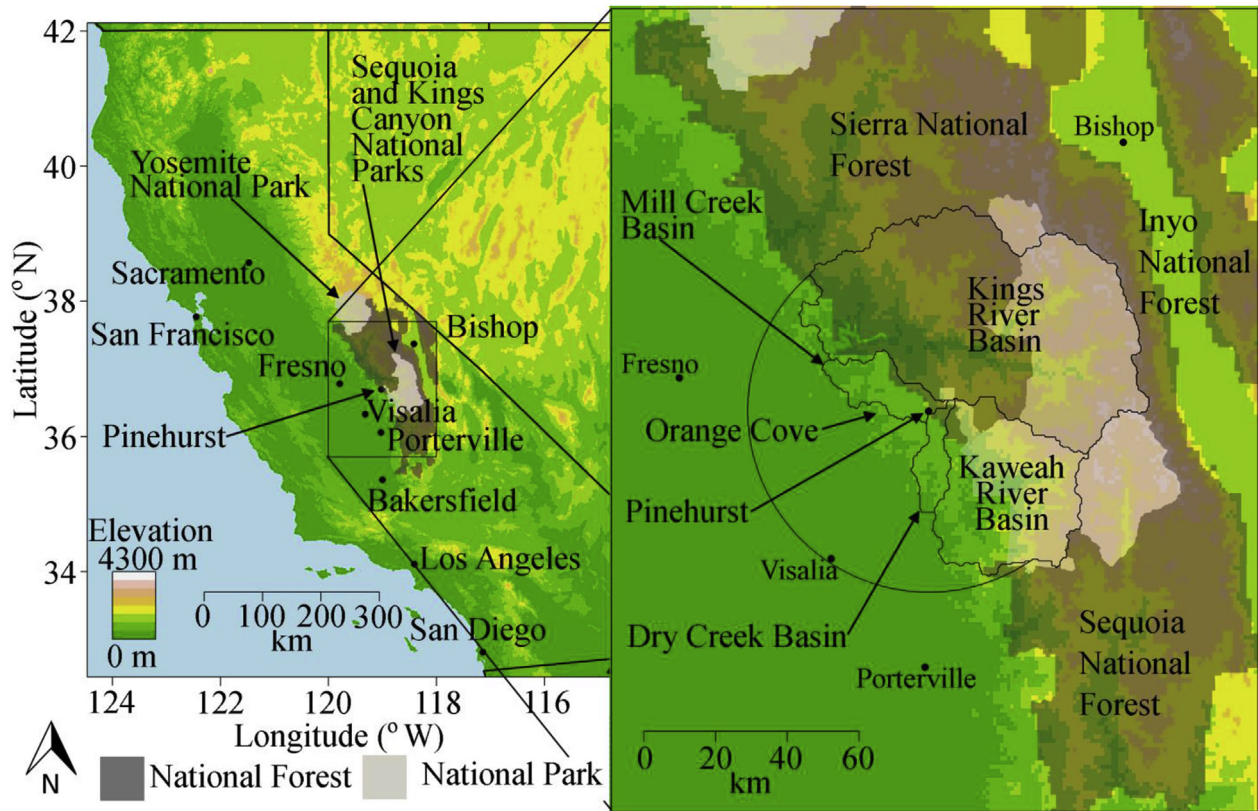 42
40
38
36
34
Latitude (°N)
124
122
120
118
116
Longitude (° W)
Sequoia
and Kings
Canyon
National
Parks
Yosemite
National Park
Sacramento
San Francisco
Bishop
Fresno
Visalia
Pinehurst
Porterville
Bakersfield
Los Angeles
San Diego
Elevation
4300 m
0 m
0 100 200 300
km
N
National Forest
National Park
Sierra National
Forest
Bishop
Mill Creek
Basin
Inyo
National
Forest
Kings
River
Basin
Fresno
Orange Cove
Pinehurst
Kaweah
River
Basin
Visalia
Dry Creek Basin
Sequoia
National
Forest
Porterville
0 20 40 60
km